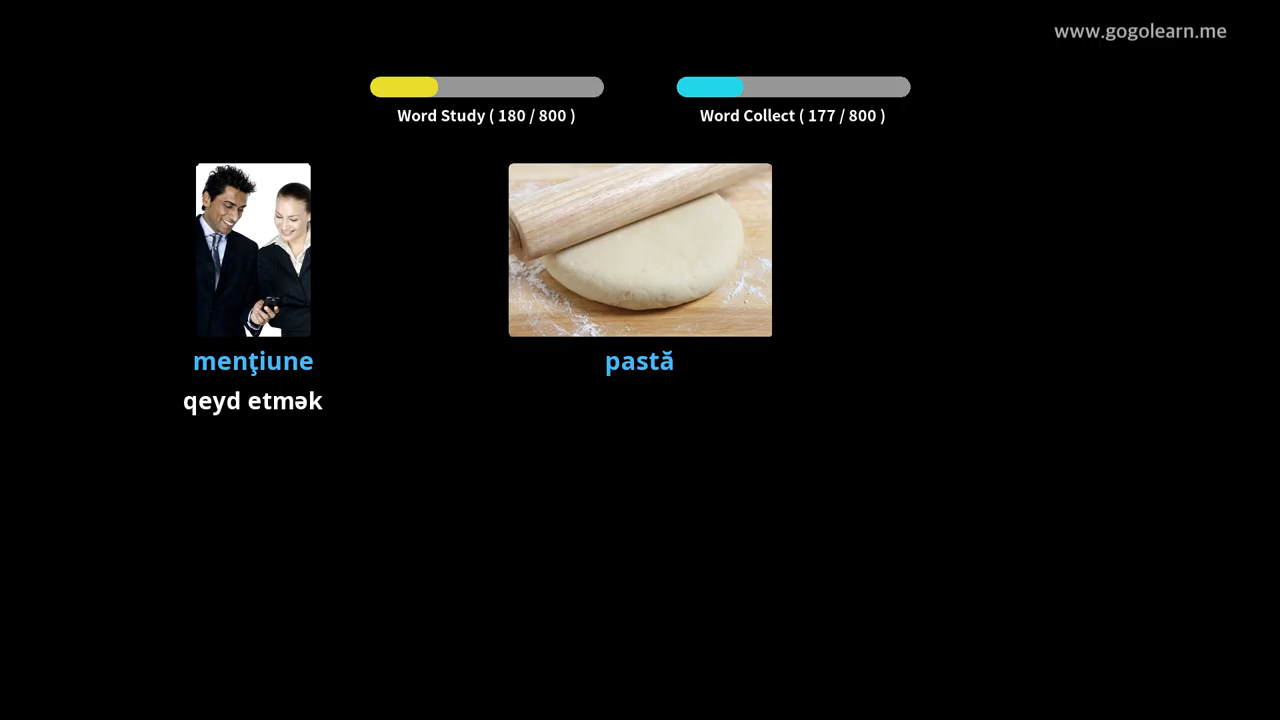 www.gogolearn.me
Word Study ( 180 / 800 )
Word Collect ( 177 / 800 )
menţiune
pastă
qeyd etmək